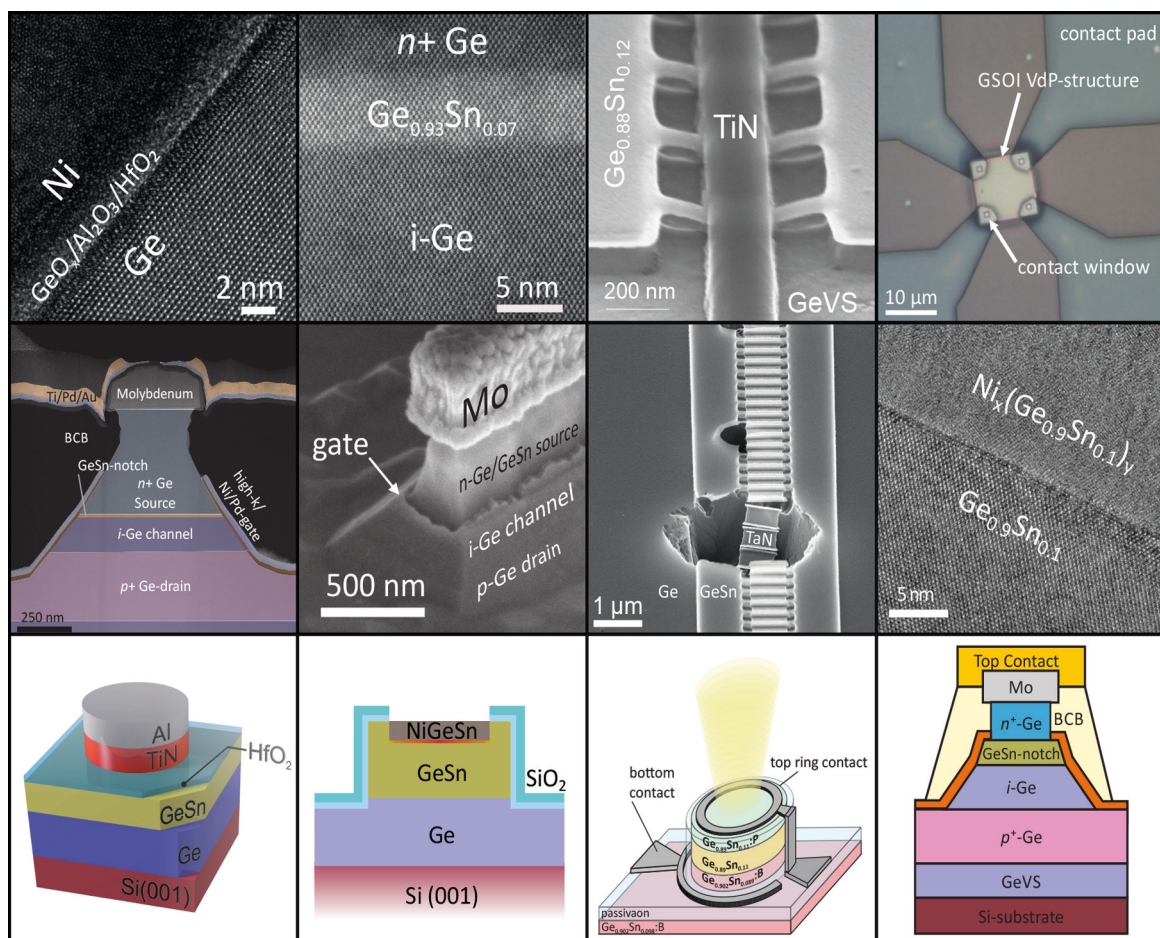 Ni
GeOₓ/Al₂O₃/HfO₂
Ge
2 nm
n+ Ge
Ge₀.₉₃Sn₀.₀₇
i-Ge
5 nm
Ge₀.₈₈Sn₀.₁₂
TiN
200 nm
GeVS
contact pad
GSOI VdP-structure
contact window
10 µm
Ti/Pd/Au
Molybdenum
BCB
GeSn-notch
n+ Ge
Source
high-k/
Ni/Pd-gate
i-Ge channel
p+ Ge-drain
250 nm
Mo
gate
n-Ge/GeSn source
i-Ge channel
p-Ge drain
500 nm
TaN
Ge
GeSn
1 µm
Niₓ(Ge₀.₉Sn₀.₁)ᵧ
Ge₀.₉Sn₀.₁
5nm
Al
TiN
HfO₂
GeSn
Ge
Si(001)
NiGeSn
GeSn
SiO₂
Ge
Si (001)
top ring contact
bottom
contact
Ge₀.₈₉Sn₀.₁₁:P
Ge₀.₈₉Sn₀.₁₁
Ge₀.₉₀₂Sn₀.₀₈₉:B
passivaon
Ge₀.₉₀₂Sn₀.₀₉₈:B
Top Contact
Mo
n⁺-Ge
BCB
GeSn-notch
i-Ge
p⁺-Ge
GeVS
Si-substrate